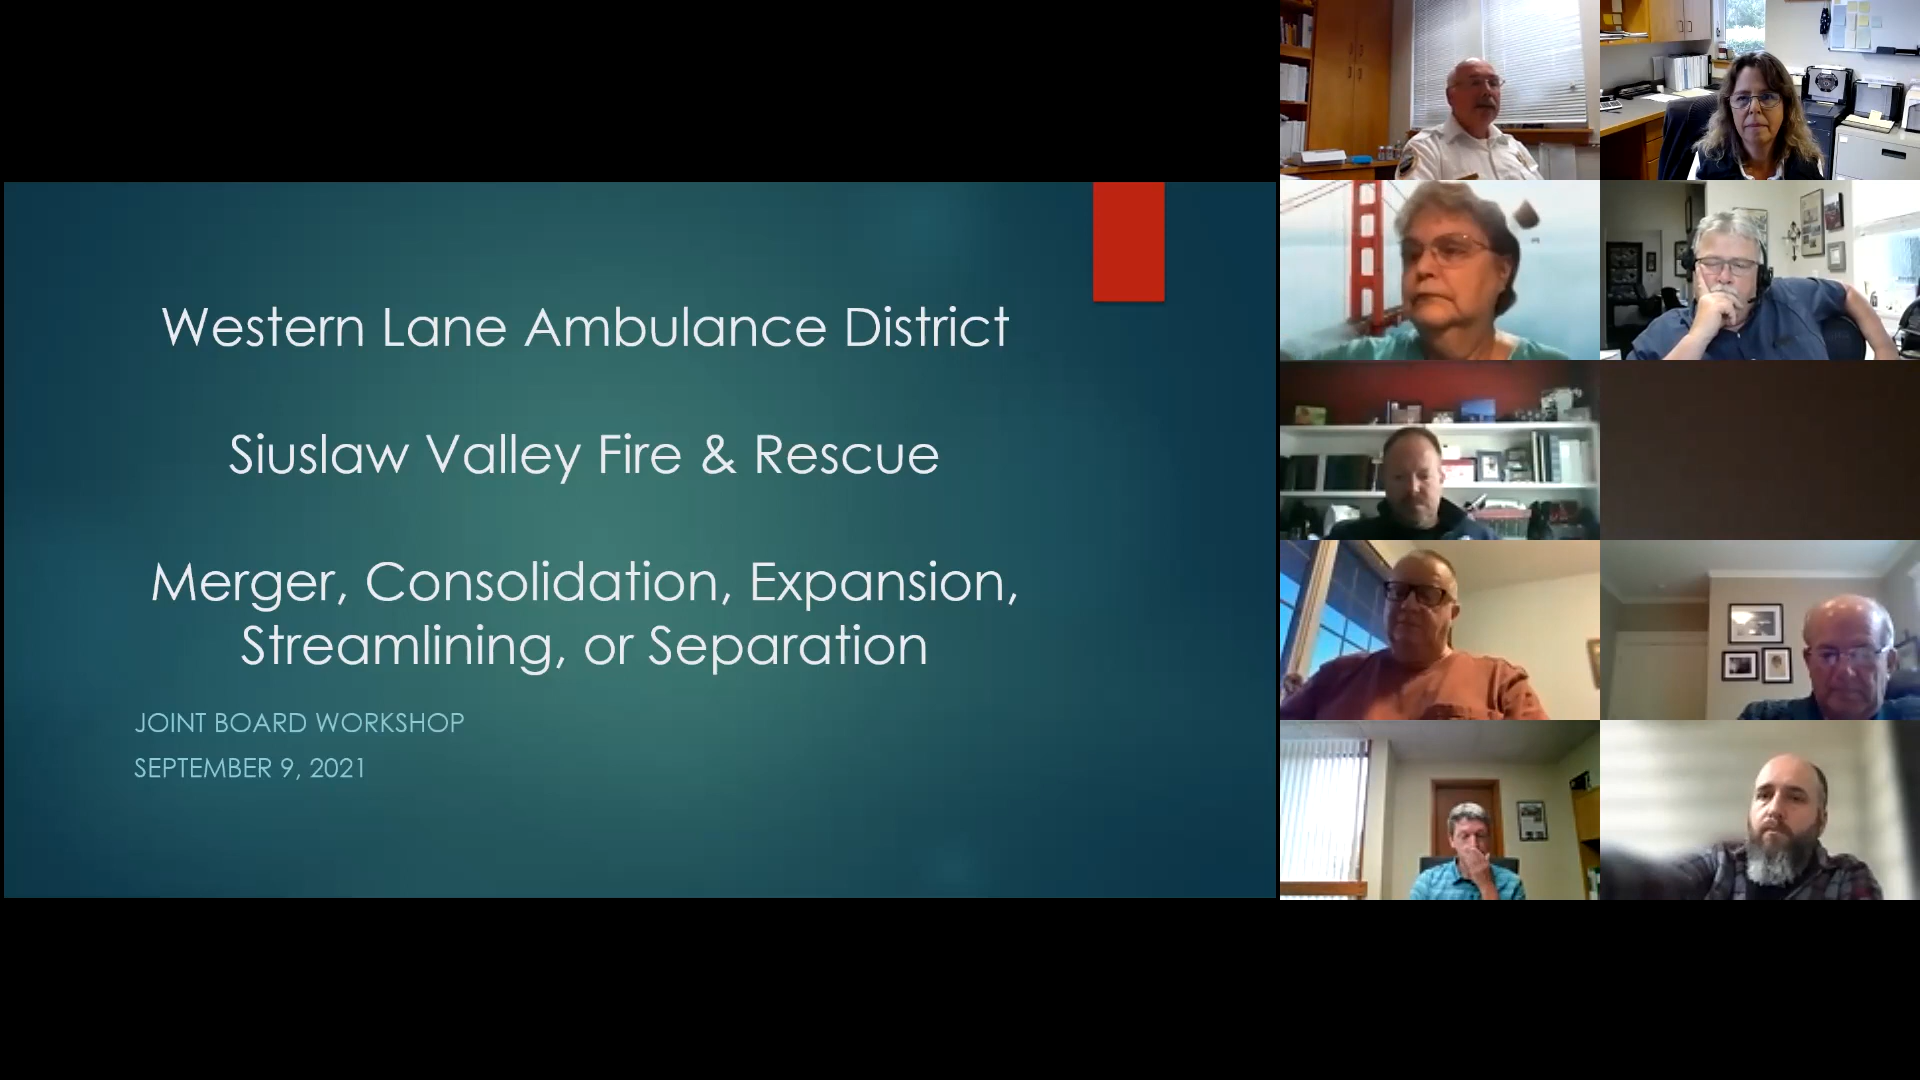 Western Lane Ambulance District
Siuslaw Valley Fire & Rescue
Merger, Consolidation, Expansion,
Streamlining, or Separation
JOINT BOARD WORKSHOP
SEPTEMBER 9, 2021